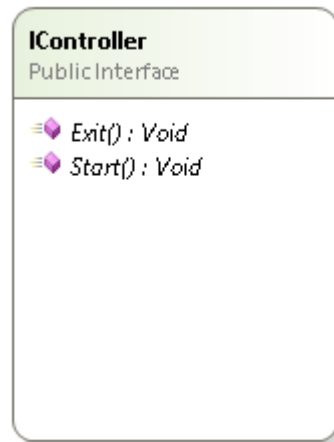 IController
Public Interface
Exit() : Void
Start() : Void